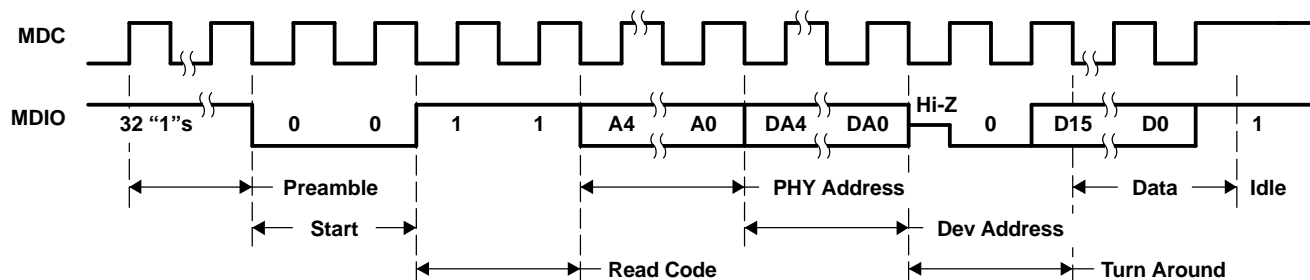 MDC
MDIO
32 “1”s 0 0 1 1 A4 A0 DA4 DA0 Hi-Z 0 D15 D0 1
Preamble PHY Address Data Idle
Start Dev Address
Read Code Turn Around